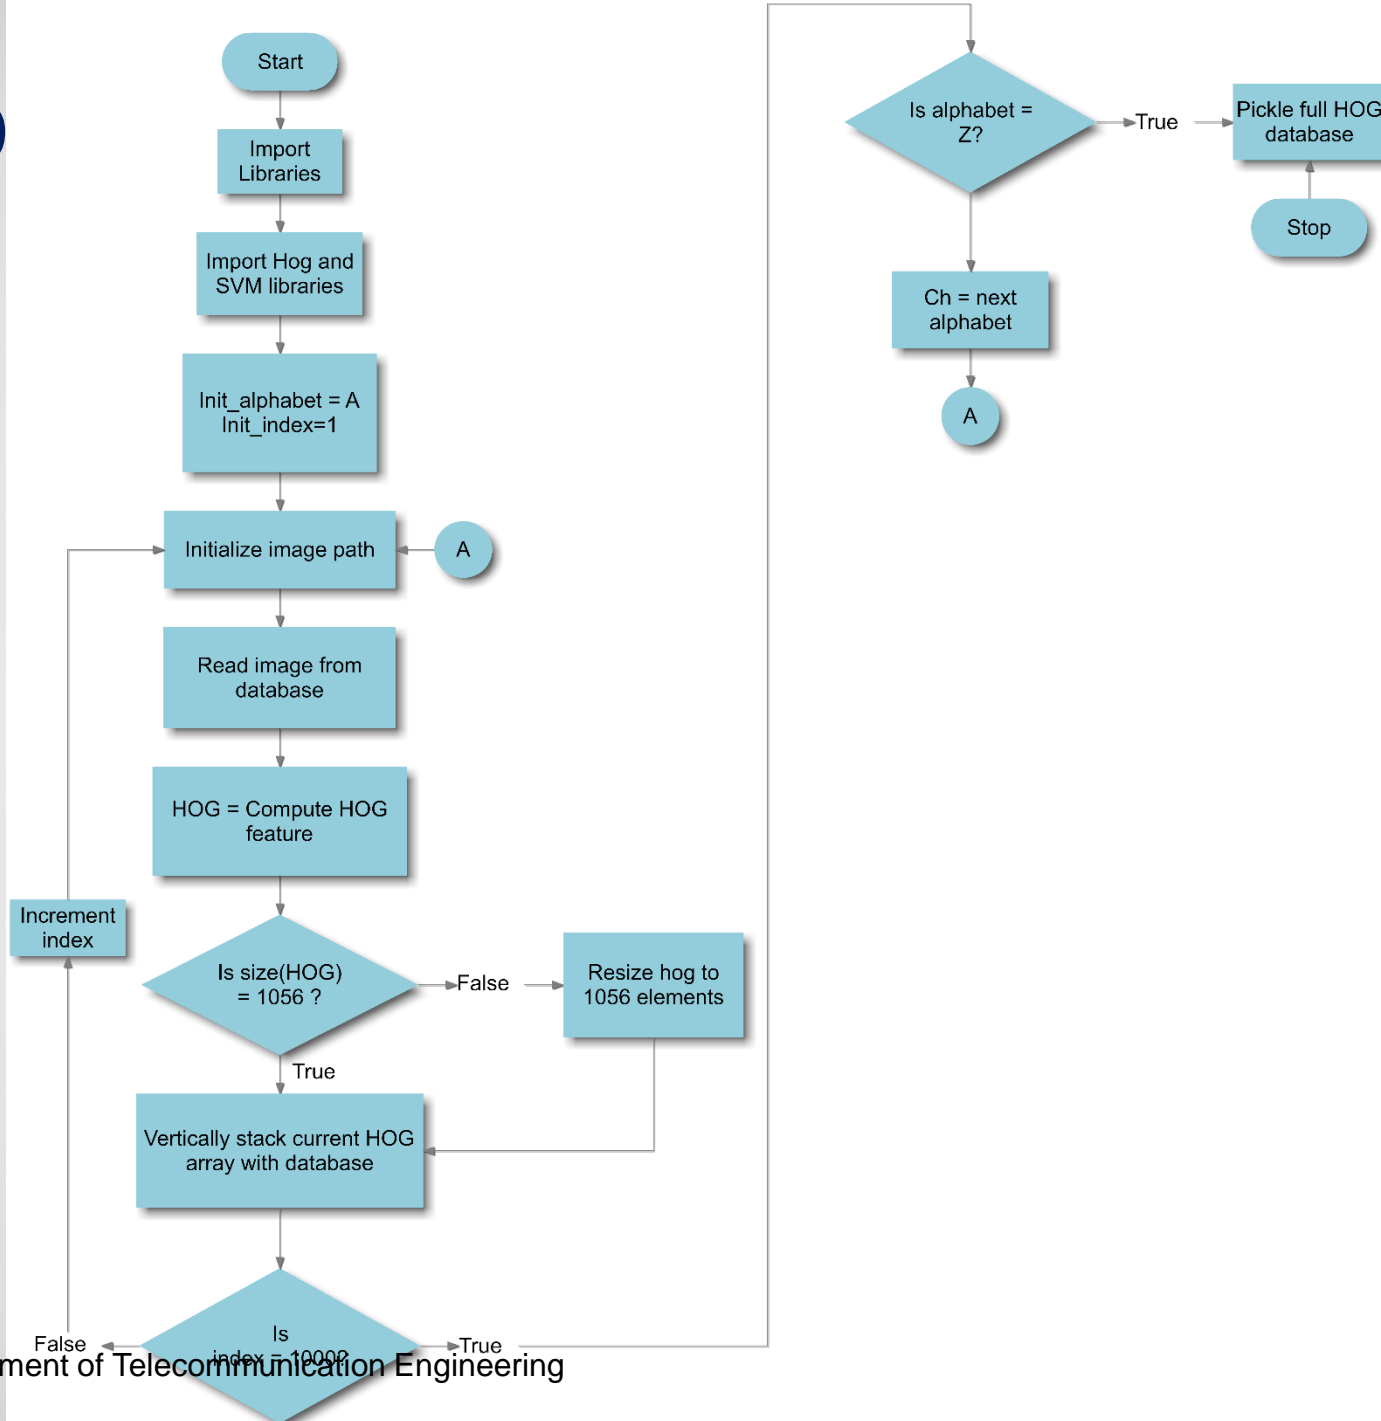 Start
Import
Libraries
Import Hog and
SVM libraries
Init_alphabet = A
Init_index=1
Initialize image path
A
Read image from
database
HOG = Compute HOG
feature
Increment
index
Is size(HOG)
= 1056 ?
False
Resize hog to
1056 elements
True
Vertically stack current HOG
array with database
Is
index = 1000?
False
True
ment of Telecommunication Engineering
Is alphabet =
Z?
True
Pickle full HOG
database
Stop
Ch = next
alphabet
A